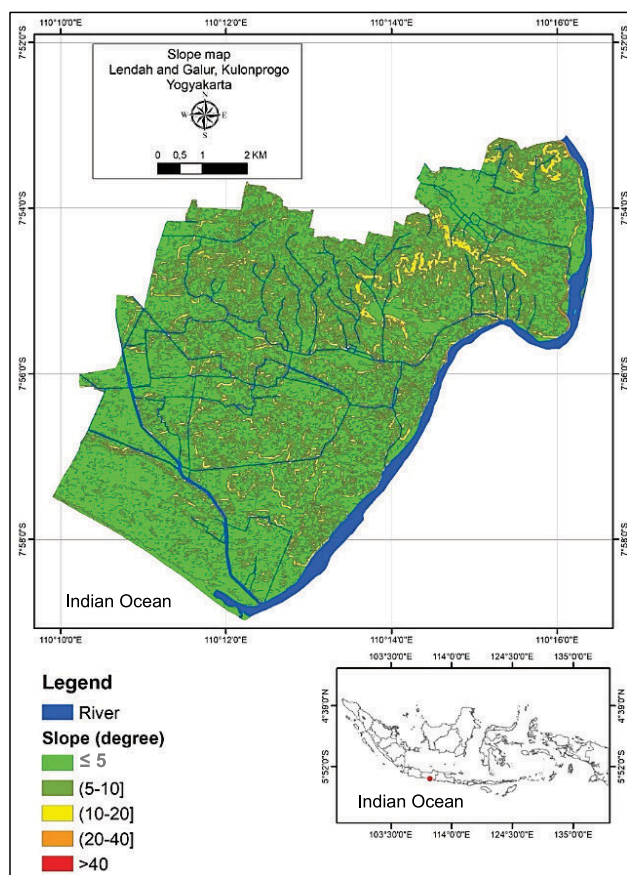 110°10'0"E 110°12'0"E 110°14'0"E 110°16'0"E
7°52'0"S 7°52'0"S
Slope map
Lendah and Galur, Kulonprogo
Yogyakarta
N
W E
S
0 0,5 1 2 KM
7°54'0"S 7°54'0"S
7°56'0"S 7°56'0"S
7°58'0"S 7°58'0"S
Indian Ocean
110°10'0"E 110°12'0"E 110°14'0"E 110°16'0"E
Legend
River
Slope (degree)
≤ 5
(5-10]
(10-20]
(20-40]
>40
103°30'0"E 114°0'0"E 124°30'0"E 135°0'0"E
4°39'0"N 4°39'0"N
5°52'0"S 5°52'0"S
Indian Ocean
103°30'0"E 114°0'0"E 124°30'0"E 135°0'0"E